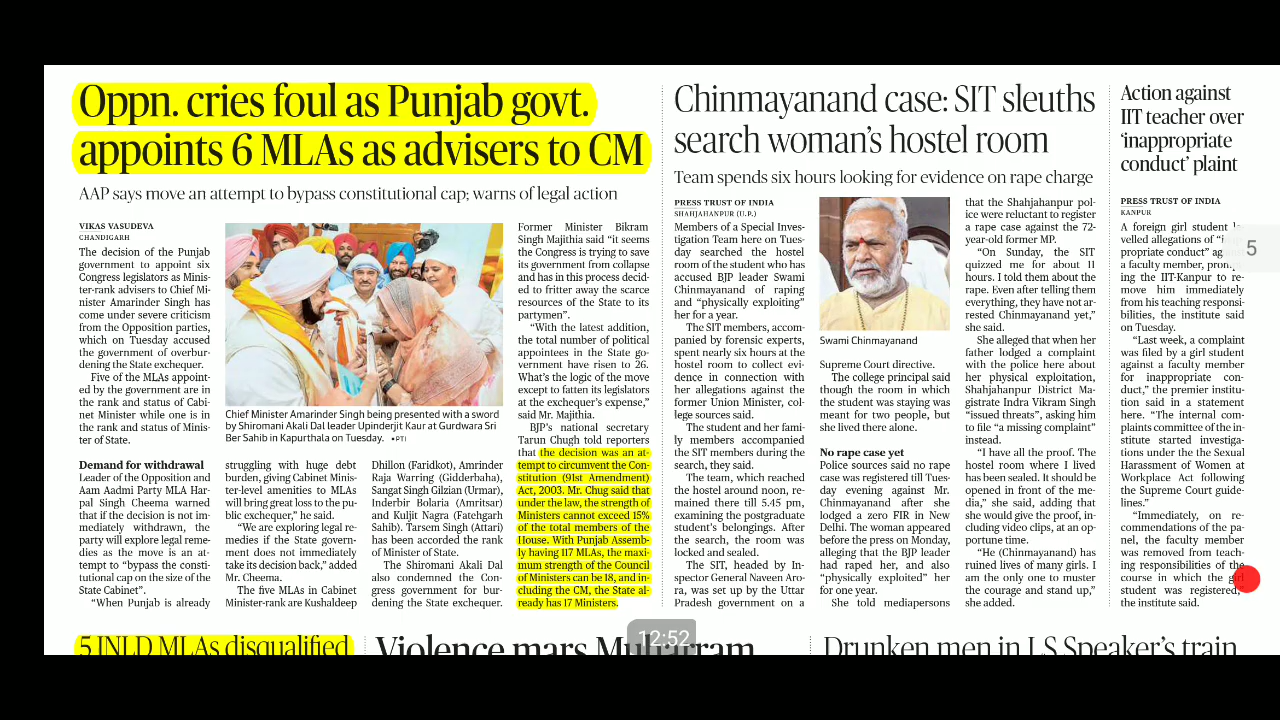 Oppn. cries foul as Punjab govt.
appoints 6 MLAs as advisers to CM
AAP says move an attempt to bypass constitutional cap; warns of legal action
VIKAS VASUDEVA
CHANDIGARH
The decision of the Punjab
government to appoint six
Congress legislators as Minis-
ter-rank advisers to Chief Mi-
nister Amarinder Singh has
come under severe criticism
from the Opposition parties,
which on Tuesday accused
the government of overbur-
dening the State exchequer.
Five of the MLAs appoint-
ed by the government are in
the rank and status of Cabi-
net Minister while one is in
the rank and status of Minis-
ter of State.
Demand for withdrawal
Leader of the Opposition and
Aam Aadmi Party MLA Har-
pal Singh Cheema warned
that if the decision is not im-
mediately withdrawn, the
party will explore legal reme-
dies as the move is an at-
tempt to “bypass the consti-
tutional cap on the size of the
State Cabinet”.
“When Punjab is already
Chief Minister Amarinder Singh being presented with a sword
by Shiromani Akali Dal leader Upinderjit Kaur at Gurdwara Sri
Ber Sahib in Kapurthala on Tuesday. •PTI
struggling with huge debt
burden, giving Cabinet Minis-
ter-level amenities to MLAs
will bring great loss to the pu-
blic exchequer,” he said.
“We are exploring legal re-
medies if the State govern-
ment does not immediately
take its decision back,” added
Mr. Cheema.
The five MLAs in Cabinet
Minister-rank are Kushaldeep
Dhillon (Faridkot), Amrinder
Raja Warring (Gidderbaha),
Sangat Singh Gilzian (Urmar),
Inderbir Bolaria (Amritsar)
and Kuljit Nagra (Fatehgarh
Sahib). Tarsem Singh (Attari)
has been accorded the rank
of Minister of State.
The Shiromani Akali Dal
also condemned the Con-
gress government for bur-
dening the State exchequer.
Former Minister Bikram
Singh Majithia said “it seems
the Congress is trying to save
its government from collapse
and has in this process decid-
ed to fritter away the scarce
resources of the State to its
partymen”.
“With the latest addition,
the total number of political
appointees in the State go-
vernment have risen to 26.
What’s the logic of the move
except to fatten its legislators
at the exchequer’s expense,”
said Mr. Majithia.
BJP’s national secretary
Tarun Chugh told reporters
that the decision was an at-
tempt to circumvent the Con-
stitution (91st Amendment)
Act, 2003. Mr. Chug said that
under the law, the strength of
Ministers cannot exceed 15%
of the total members of the
House. With Punjab Assemb-
ly having 117 MLAs, the maxi-
mum strength of the Council
of Ministers can be 18, and in-
cluding the CM, the State al-
ready has 17 Ministers.
Chinmayanand case: SIT sleuths
search woman’s hostel room
Team spends six hours looking for evidence on rape charge
PRESS TRUST OF INDIA
SHAHJAHANPUR (U.P.)
Members of a Special Inves-
tigation Team here on Tues-
day searched the hostel
room of the student who has
accused BJP leader Swami
Chinmayanand of raping
and “physically exploiting”
her for a year.
The SIT members, accom-
panied by forensic experts,
spent nearly six hours at the
hostel room to collect evi-
dence in connection with
her allegations against the
former Union Minister, col-
lege sources said.
The student and her fami-
ly members accompanied
the SIT members during the
search, they said.
The team, which reached
the hostel around noon, re-
mained there till 5.45 pm,
examining the postgraduate
student’s belongings. After
the search, the room was
locked and sealed.
The SIT, headed by In-
spector General Naveen Aro-
ra, was set up by the Uttar
Pradesh government on a
Swami Chinmayanand
Supreme Court directive.
The college principal said
though the room in which
the student was staying was
meant for two people, but
she lived there alone.
No rape case yet
Police sources said no rape
case was registered till Tues-
day evening against Mr.
Chinmayanand after she
lodged a zero FIR in New
Delhi. The woman appeared
before the press on Monday,
alleging that the BJP leader
had raped her, and also
“physically exploited” her
for one year.
She told mediapersons
that the Shahjahanpur pol-
ice were reluctant to register
a rape case against the 72-
year-old former MP.
“On Sunday, the SIT
quizzed me for about 11
hours. I told them about the
rape. Even after telling them
everything, they have not ar-
rested Chinmayanand yet,”
she said.
She alleged that when her
father lodged a complaint
with the police here about
her physical exploitation,
Shahjahanpur District Ma-
gistrate Indra Vikram Singh
“issued threats”, asking him
to file “a missing complaint”
instead.
“I have all the proof. The
hostel room where I lived
has been sealed. It should be
opened in front of the me-
dia,” she said, adding that
she would give the proof, in-
cluding video clips, at an op-
portune time.
“He (Chinmayanand) has
ruined lives of many girls. I
am the only one to muster
the courage and stand up,”
she added.
Action against
IIT teacher over
‘inappropriate
conduct’ plaint
PRESS TRUST OF INDIA
KANPUR
A foreign girl student
velled allegations of
propriate conduct”
a faculty member,
ing the IIT-Kanpur to re-
move him immediately
from his teaching responsi-
bilities, the institute said
on Tuesday.
“Last week, a complaint
was filed by a girl student
against a faculty member
for inappropriate con-
duct,” the premier institu-
tion said in a statement
here. “The internal com-
plaints committee of the in-
stitute started investiga-
tions under the the Sexual
Harassment of Women at
Workplace Act following
the Supreme Court guide-
lines.”
“Immediately, on re-
commendations of the pa-
nel, the faculty member
was removed from teach-
ing responsibilities of the
course in which the girl
student was registered,”
the institute said.
5
12:52
5 INLD MLAs disqualified
Violence mars Muharram
Drunken men in LS Speaker’s train